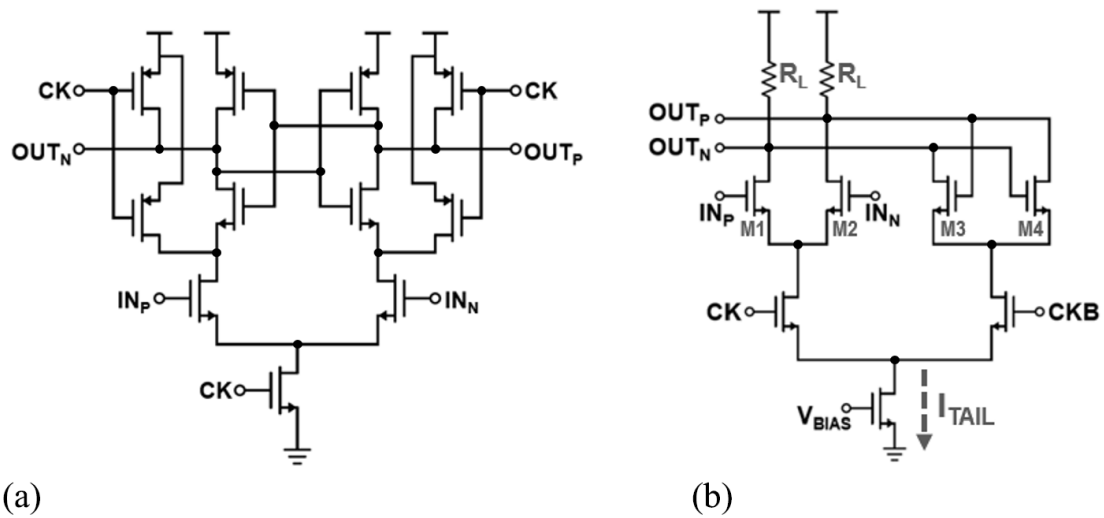 CK
CK
OUTN
OUTP
INP
INN
CK
(a)
RL
RL
OUTP
OUTN
INP
M1
M2
INN
M3
M4
CK
CKB
VBIAS
ITAIL
(b)